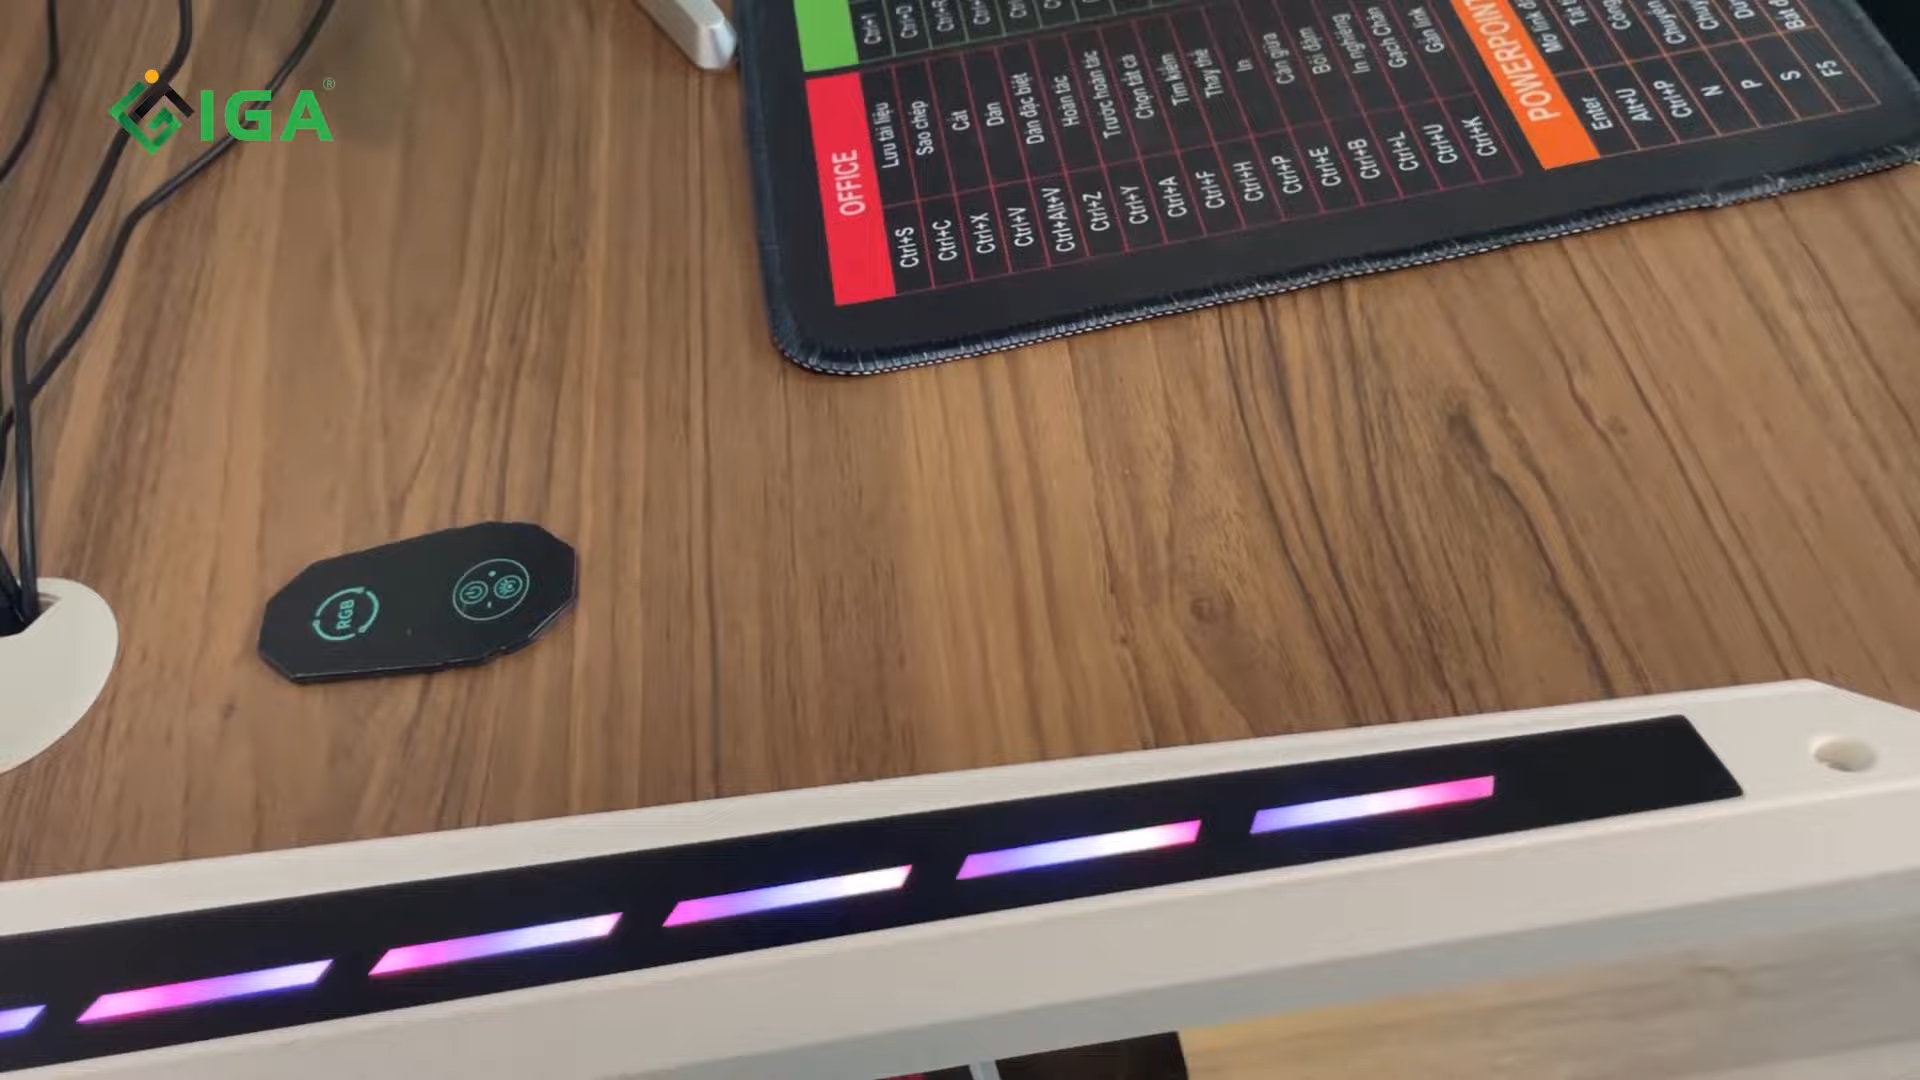 IGA®
Ctrl+T
Ctrl+D
OFFICE
Ctrl+S Lưu tài liệu
Ctrl+C Sao chép
Ctrl+X Cắt
Ctrl+V Dán
Ctrl+Alt+V Dán đặc biệt
Ctrl+Z Hoàn tác
Ctrl+Y Trước hoàn tác
Ctrl+A Chọn tất cả
Ctrl+F Tìm kiếm
Ctrl+H Thay thế
Ctrl+P In
Ctrl+E Căn giữa
Ctrl+B Bôi đậm
Ctrl+L In nghiêng
Ctrl+U Gạch Chân
Ctrl+K Gắn link
POWERPOINT
Enter
Alt+U
Ctrl+P
N
P
S
F5
RGB